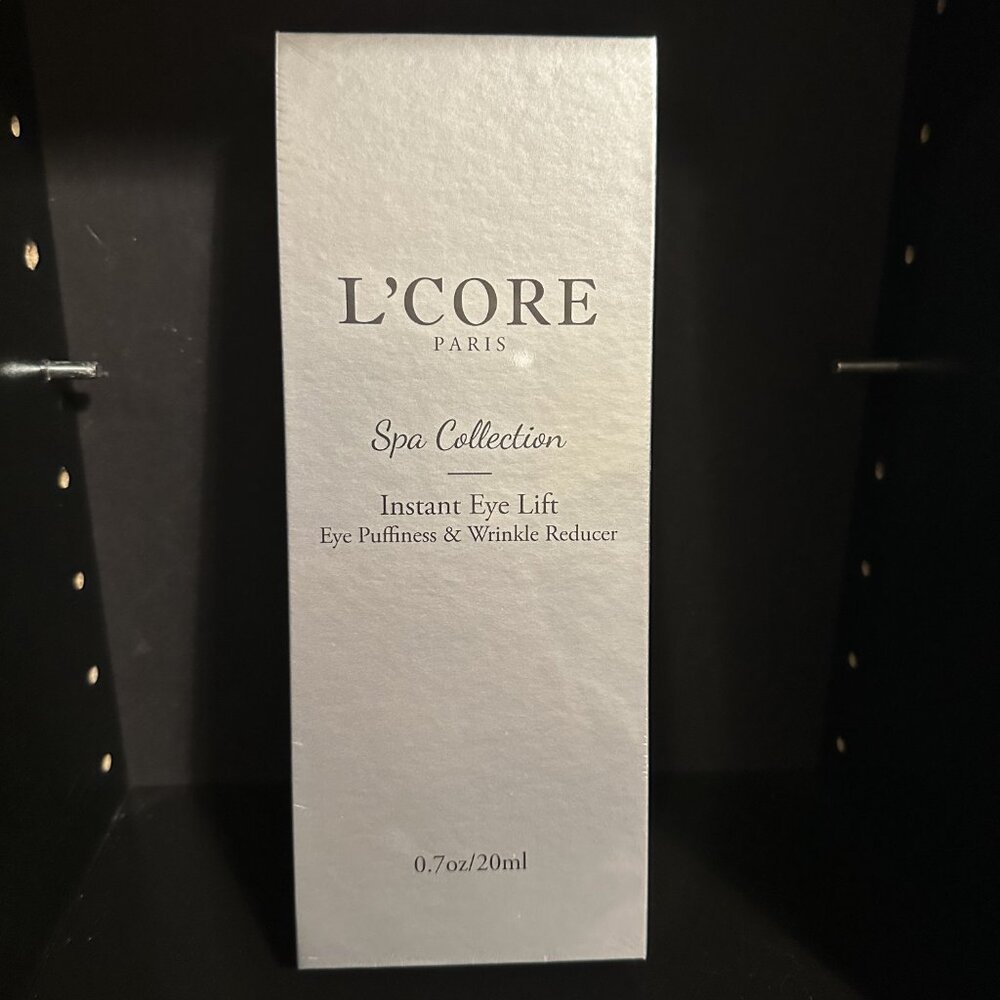 L'CORE
PARIS
Spa Collection
Instant Eye Lift
Eye Puffiness & Wrinkle Reducer
0.7oz/20ml